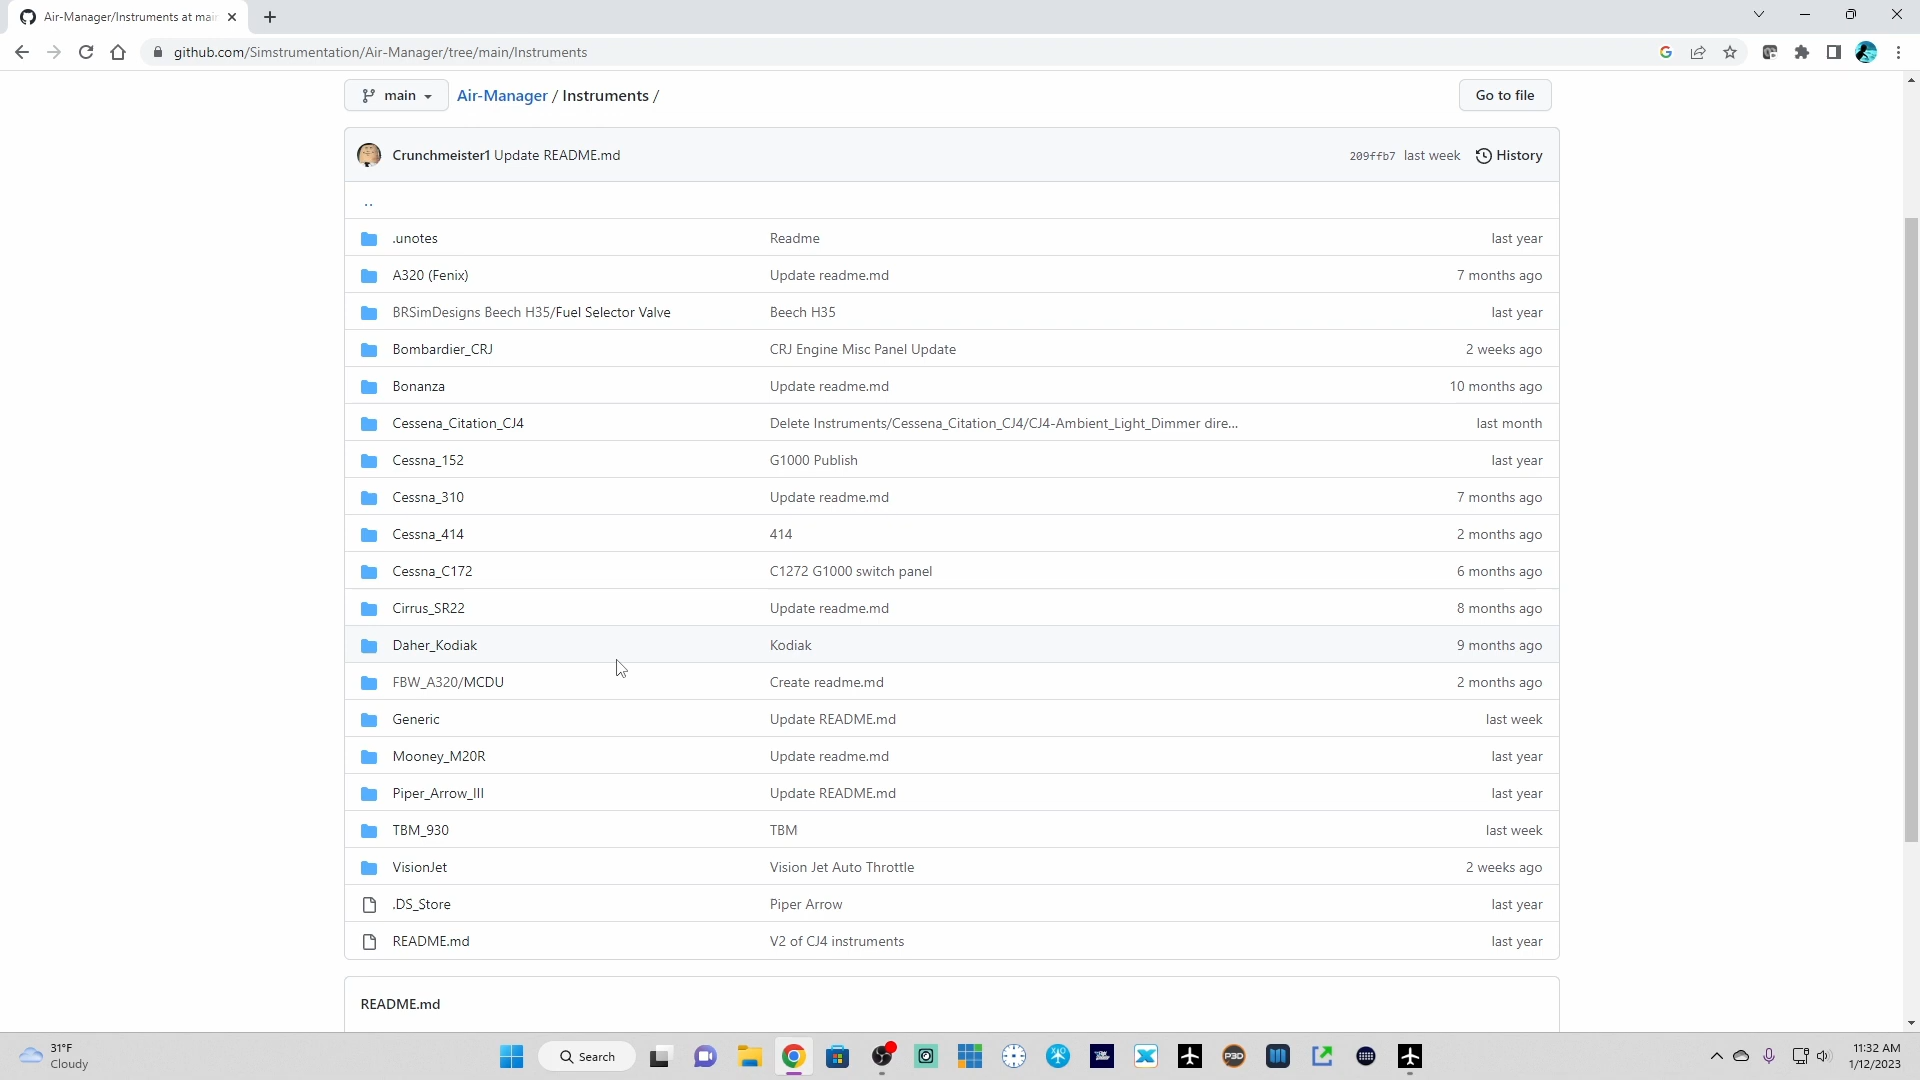 Air-Manager/Instruments at main
github.com/Simstrumentation/Air-Manager/tree/main/Instruments
main Air-Manager / Instruments / Go to file
Crunchmeister1 Update README.md 209ffb7 last week History
..
.unotes Readme last year
A320 (Fenix) Update readme.md 7 months ago
BRSimDesigns Beech H35/Fuel Selector Valve Beech H35 last year
Bombardier_CRJ CRJ Engine Misc Panel Update 2 weeks ago
Bonanza Update readme.md 10 months ago
Cessena_Citation_CJ4 Delete Instruments/Cessena_Citation_CJ4/CJ4-Ambient_Light_Dimmer dire... last month
Cessna_152 G1000 Publish last year
Cessna_310 Update readme.md 7 months ago
Cessna_414 414 2 months ago
Cessna_C172 C1272 G1000 switch panel 6 months ago
Cirrus_SR22 Update readme.md 8 months ago
Daher_Kodiak Kodiak 9 months ago
FBW_A320/MCDU Create readme.md 2 months ago
Generic Update README.md last week
Mooney_M20R Update readme.md last year
Piper_Arrow_III Update README.md last year
TBM_930 TBM last week
VisionJet Vision Jet Auto Throttle 2 weeks ago
.DS_Store Piper Arrow last year
README.md V2 of CJ4 instruments last year
README.md
31°F
Cloudy
Search
P3D
11:32 AM
1/12/2023